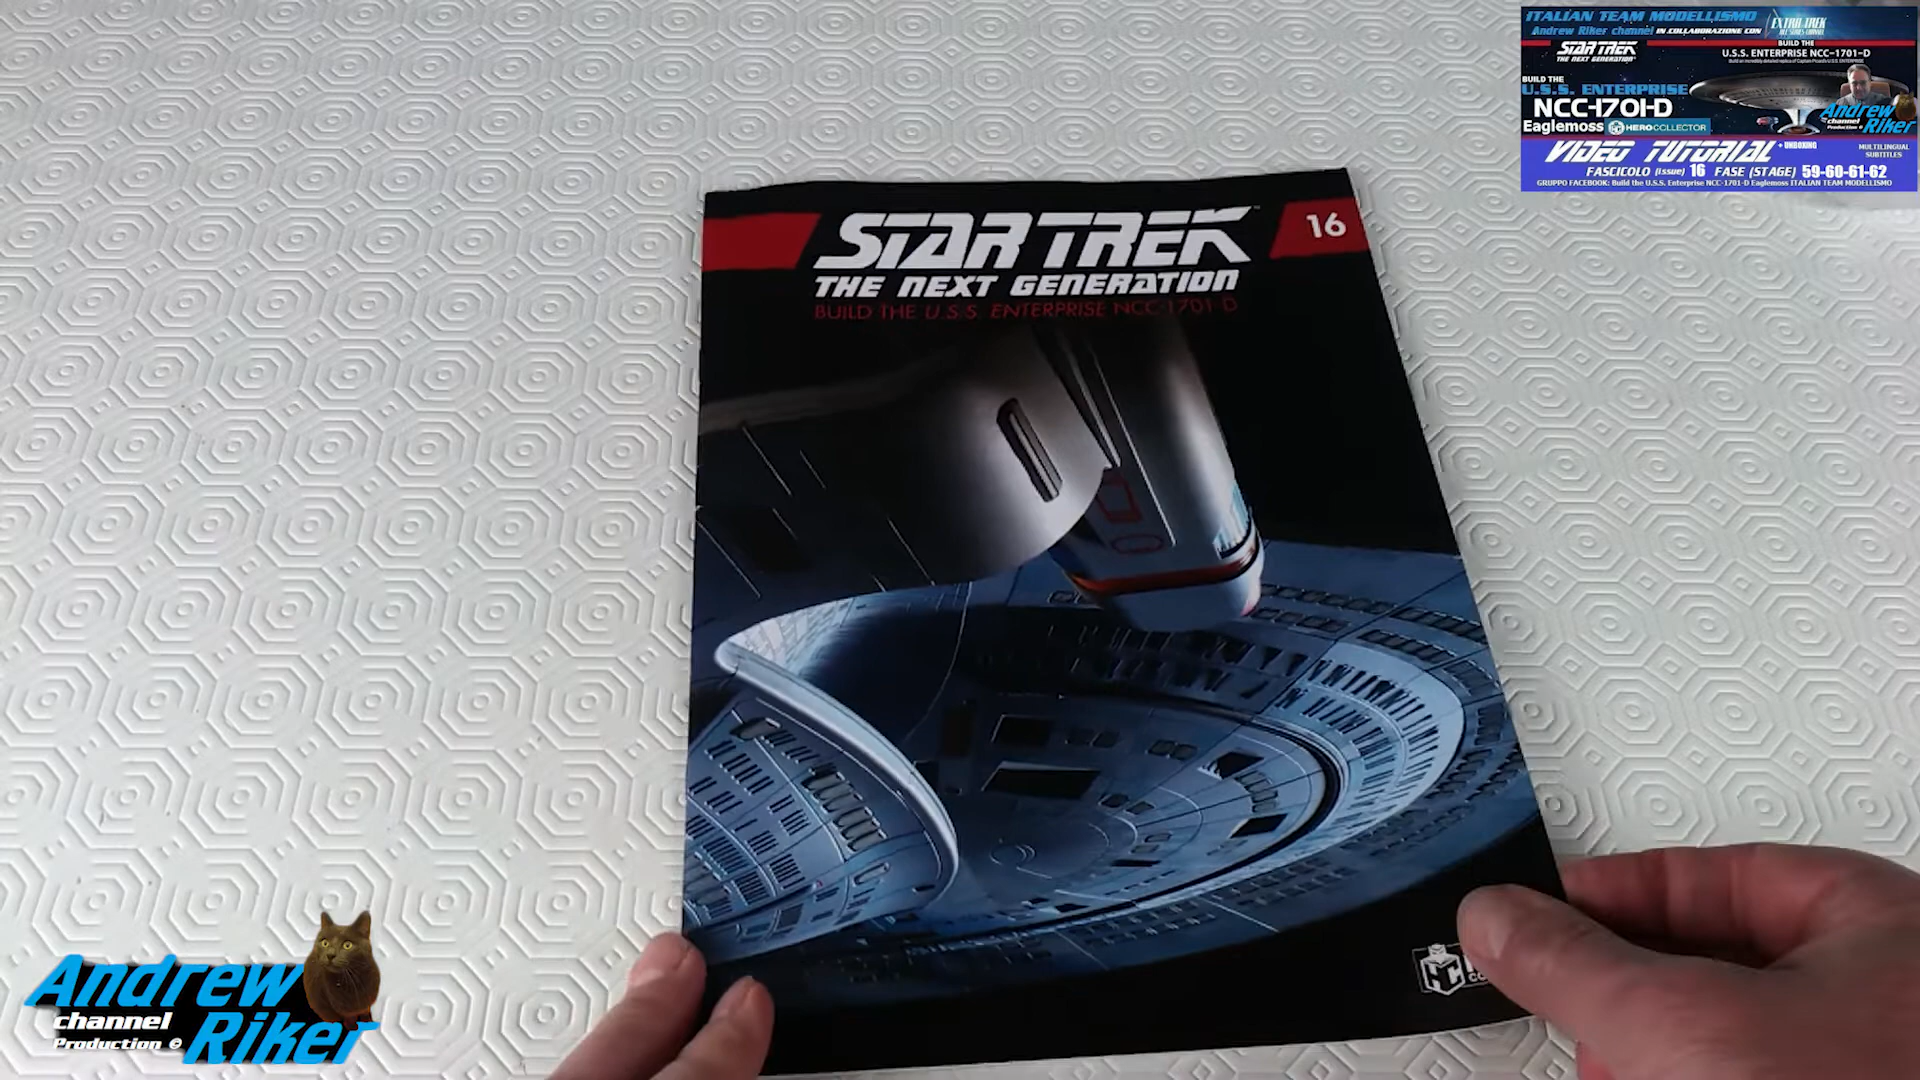 STAR TREK
THE NEXT GENERATION
BUILD THE U.S.S. ENTERPRISE NCC-1701-D
16
ITALIAN TEAM MODELLISMO
Andrew Riker channel IN COLLABORAZIONE CON
EXTRA TREK
STAR TREK
THE NEXT GENERATION
BUILD THE
U.S.S. ENTERPRISE NCC-1701-D
Build an incredibly detailed replica of Captain Picard's U.S.S. ENTERPRISE
BUILD THE
U.S.S. ENTERPRISE
NCC-1701-D
Eaglemoss HEROCOLLECTOR
Andrew
channel
Production ©
Riker
VIDEO TUTORIAL + UNBOXING
MULTILINGUAL
SUBTITLES
FASCICOLO (Issue) 16 FASE (STAGE) 59-60-61-62
GRUPPO FACEBOOK: Build the U.S.S. Enterprise NCC-1701-D Eaglemoss ITALIAN TEAM MODELLISMO
HC
Andrew
channel
Riker
Production ©